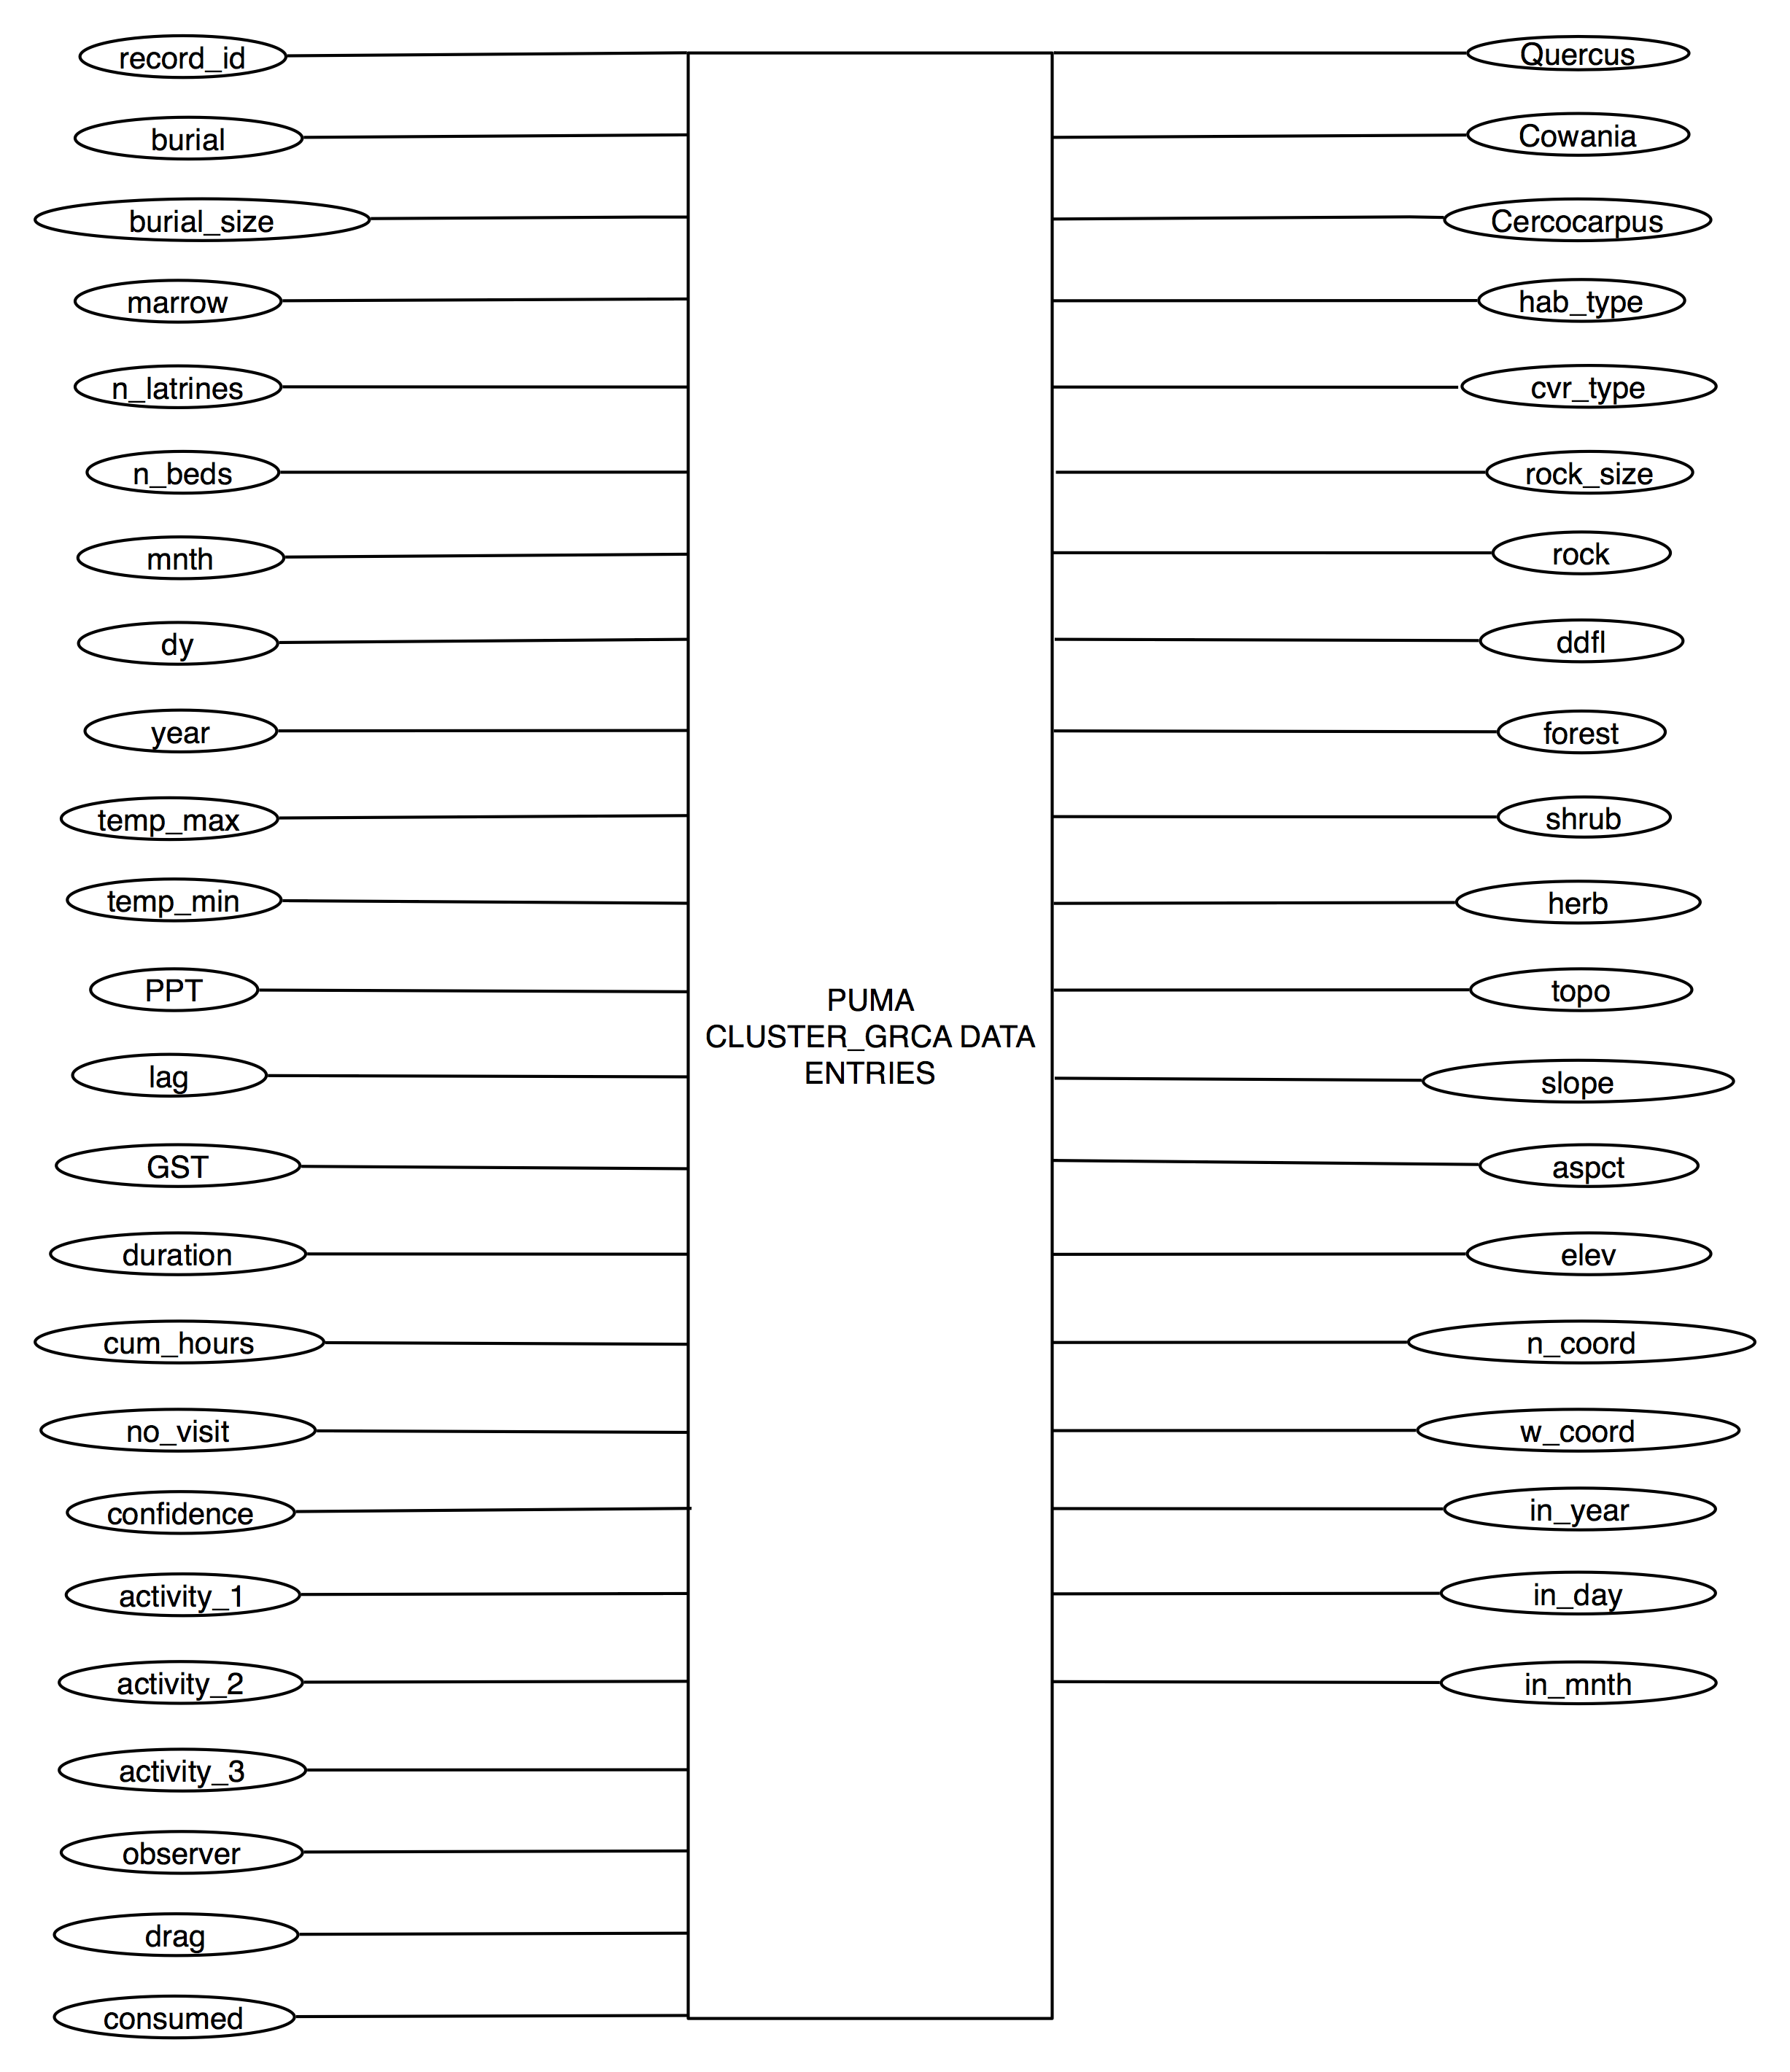 record_id
burial
burial_size
marrow
n_latrines
n_beds
mnth
dy
year
temp_max
temp_min
PPT
lag
GST
duration
cum_hours
no_visit
confidence
activity_1
activity_2
activity_3
observer
drag
consumed
PUMA
CLUSTER_GRCA DATA
ENTRIES
Quercus
Cowania
Cercocarpus
hab_type
cvr_type
rock_size
rock
ddfl
forest
shrub
herb
topo
slope
aspct
elev
n_coord
w_coord
in_year
in_day
in_mnth